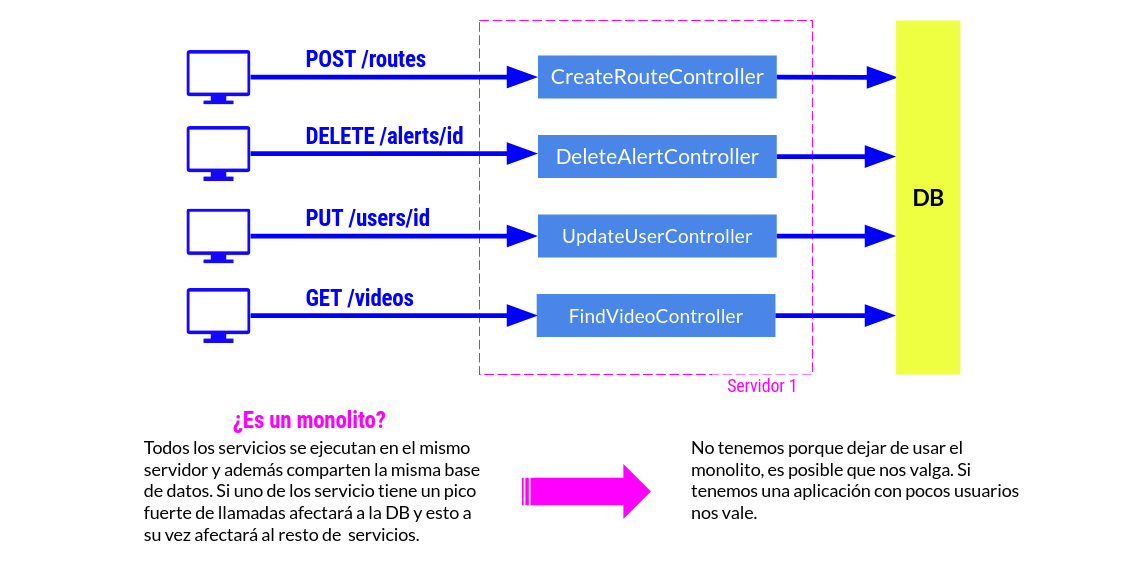 POST /routes
CreateRouteController
DELETE /alerts/id
DeleteAlertController
DB
PUT /users/id
UpdateUserController
GET /videos
FindVideoController
Servidor 1
¿Es un monolito?
Todos los servicios se ejecutan en el mismo
servidor y además comparten la misma base
de datos. Si uno de los servicio tiene un pico
fuerte de llamadas afectará a la DB y esto a
su vez afectará al resto de servicios.
No tenemos porque dejar de usar el
monolito, es posible que nos valga. Si
tenemos una aplicación con pocos usuarios
nos vale.